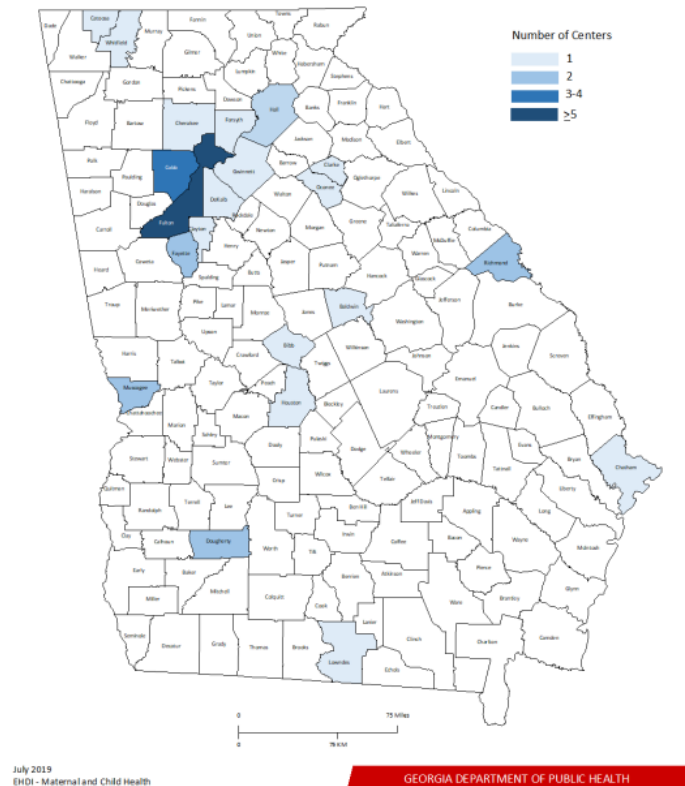 Towns
Fannin
Rabun
Dade
Catoosa
Murray
Union
Whitfield
White
Gilmer
Walker
Lumpkin
Habersham
Stephens
Chattooga
Gordon
Pickens
Dawson
Banks
Franklin
Hart
Floyd
Bartow
Cherokee
Forsyth
Hall
Jackson
Madison
Elbert
Polk
Paulding
Cobb
Gwinnett
Barrow
Clarke
Oglethorpe
Haralson
Douglas
DeKalb
Walton
Oconee
Wilkes
Lincoln
Carroll
Fulton
Clayton
Rockdale
Newton
Morgan
Greene
Taliaferro
Columbia
McDuffie
Heard
Coweta
Fayette
Henry
Spalding
Butts
Jasper
Putnam
Hancock
Warren
Glascock
Richmond
Troup
Meriwether
Pike
Lamar
Monroe
Jones
Baldwin
Washington
Jefferson
Burke
Harris
Talbot
Upson
Crawford
Bibb
Twiggs
Wilkinson
Johnson
Jenkins
Screven
Muscogee
Chattahoochee
Taylor
Peach
Houston
Bleckley
Laurens
Emanuel
Treutlen
Candler
Bulloch
Effingham
Marion
Schley
Macon
Dooly
Pulaski
Dodge
Wheeler
Montgomery
Toombs
Tattnall
Evans
Bryan
Chatham
Stewart
Webster
Sumter
Crisp
Wilcox
Telfair
Liberty
Quitman
Randolph
Terrell
Lee
Turner
Ben Hill
Jeff Davis
Appling
Long
Clay
Calhoun
Dougherty
Worth
Tift
Irwin
Coffee
Bacon
Wayne
McIntosh
Early
Baker
Mitchell
Berrien
Atkinson
Pierce
Glynn
Miller
Colquitt
Cook
Lanier
Ware
Brantley
Seminole
Decatur
Grady
Thomas
Brooks
Lowndes
Echols
Clinch
Charlton
Camden
Number of Centers
1
2
3-4
≥5
0 75 Miles
0 75 KM
July 2019
EHDI - Maternal and Child Health
GEORGIA DEPARTMENT OF PUBLIC HEALTH